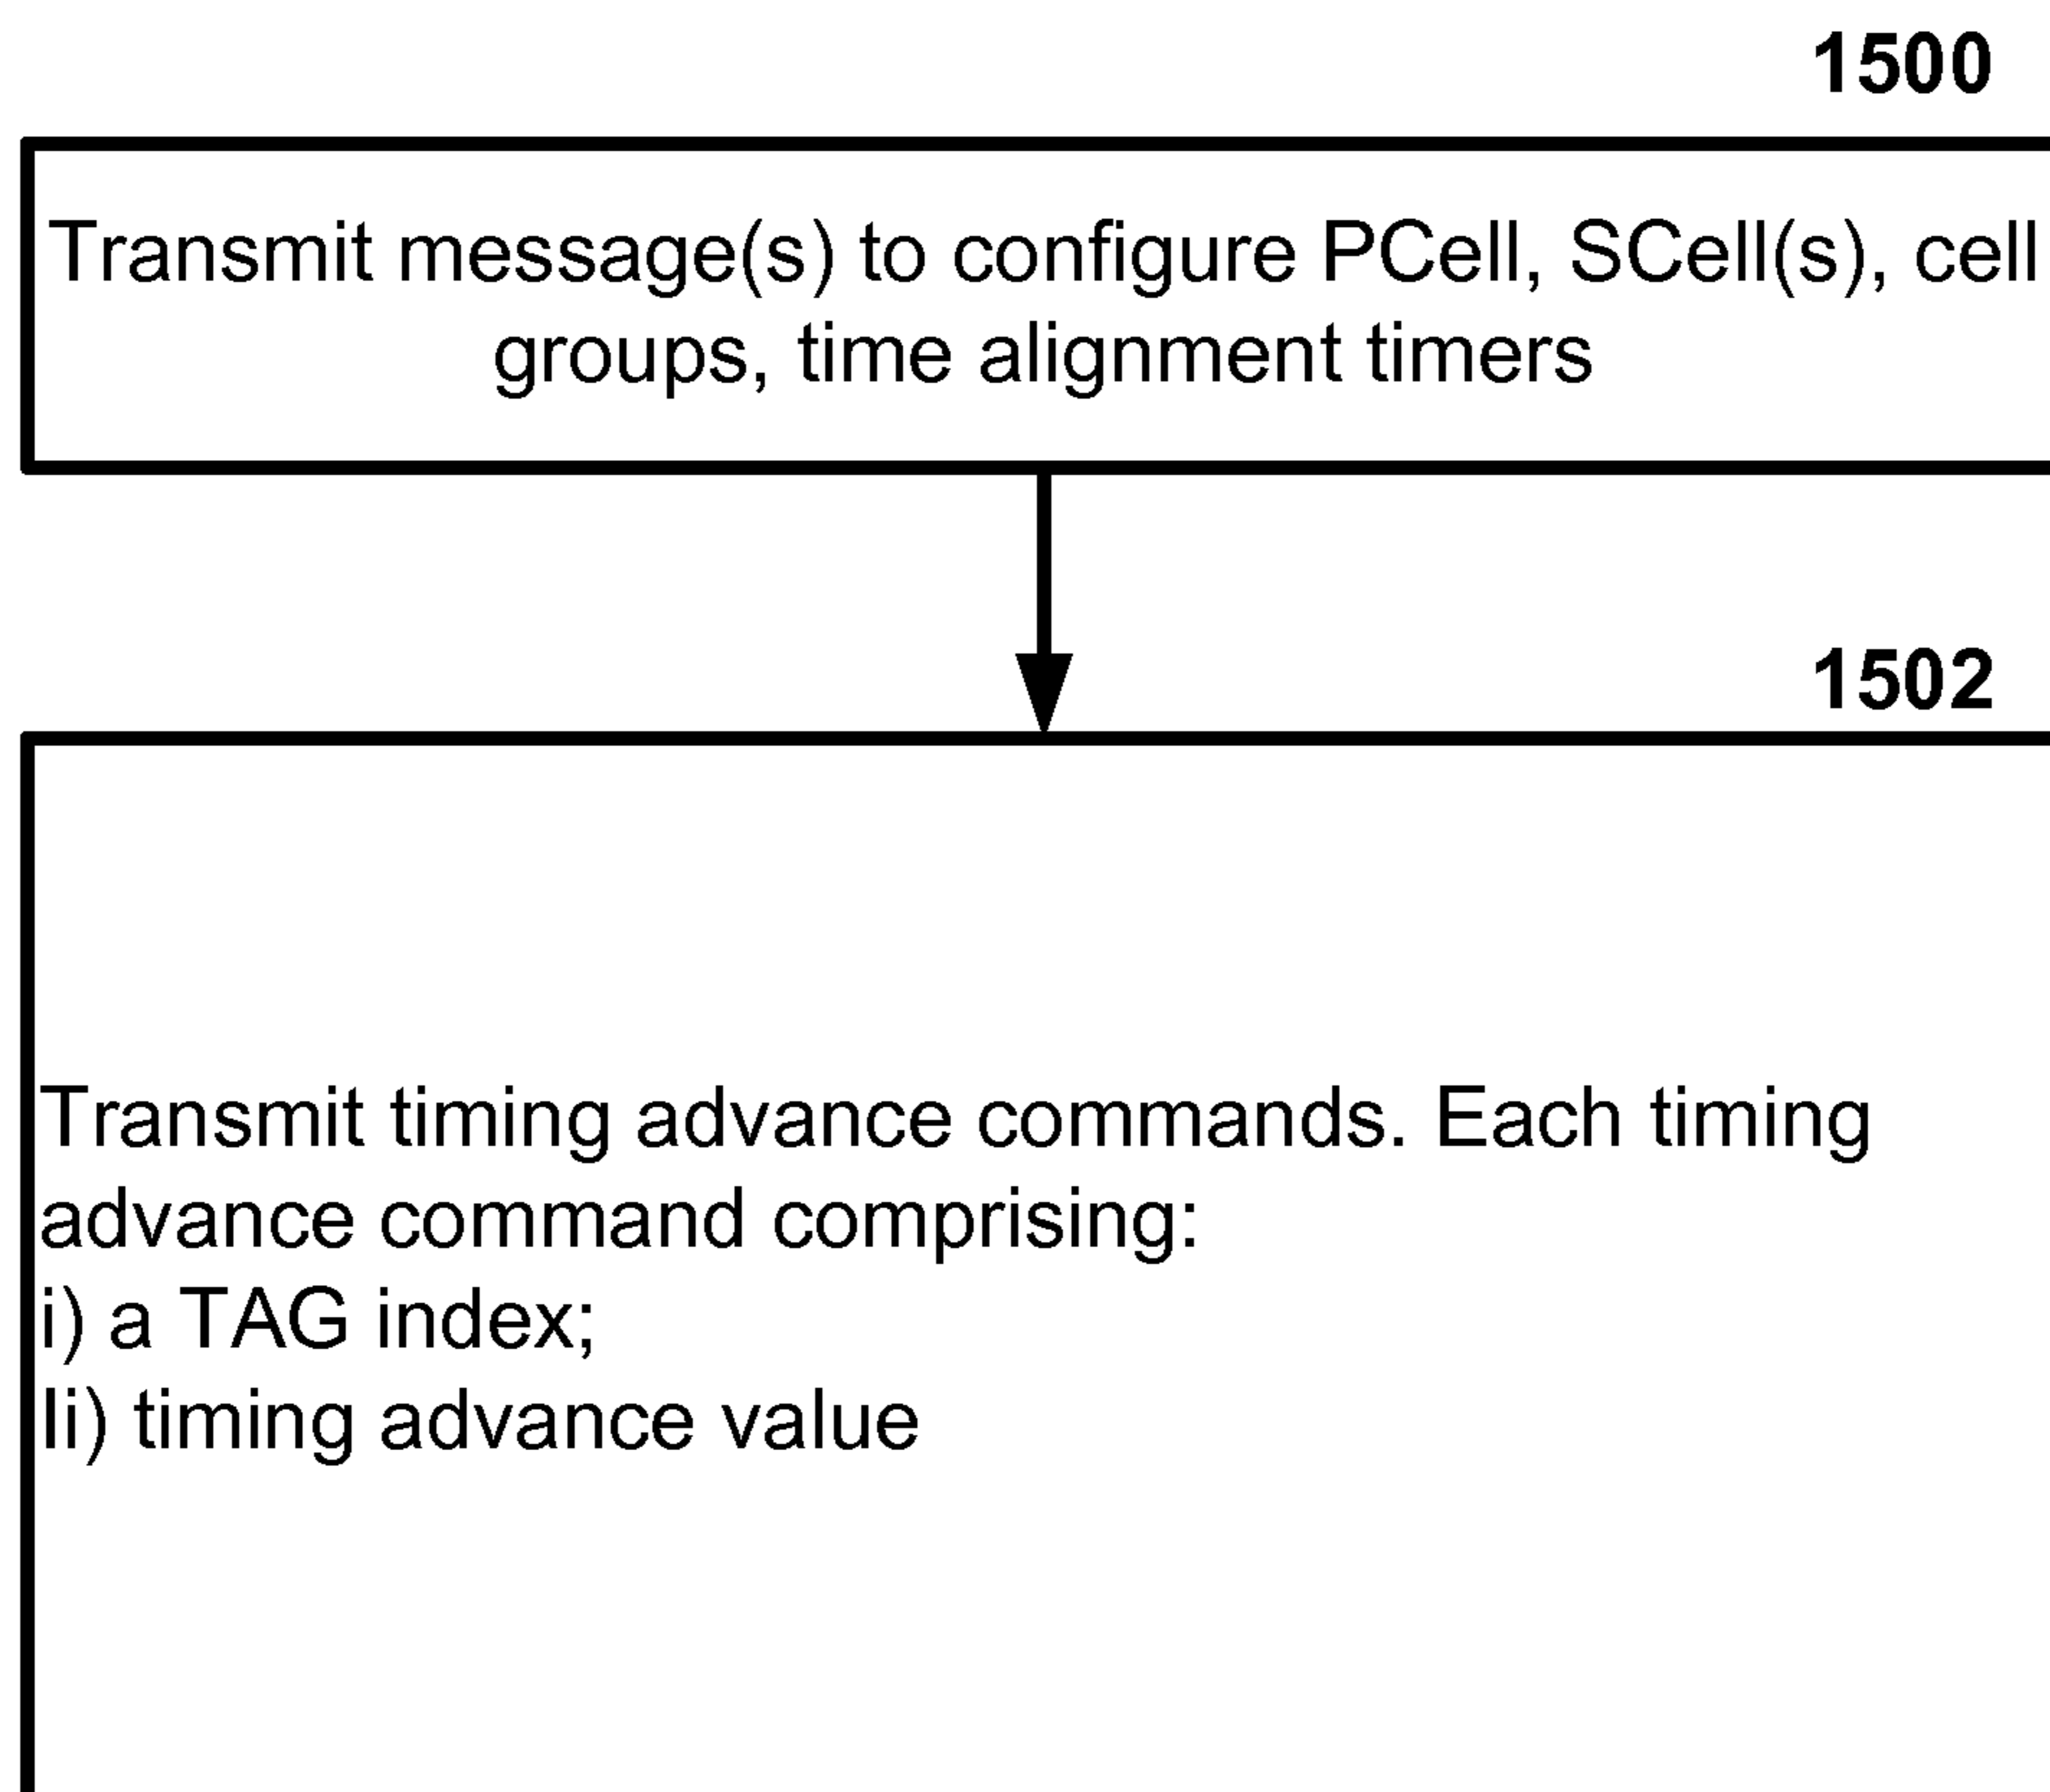 1500
Transmit message(s) to configure PCell, SCell(s), cell
groups, time alignment timers
1502
Transmit timing advance commands. Each timing
advance command comprising:
i) a TAG index;
Ii) timing advance value